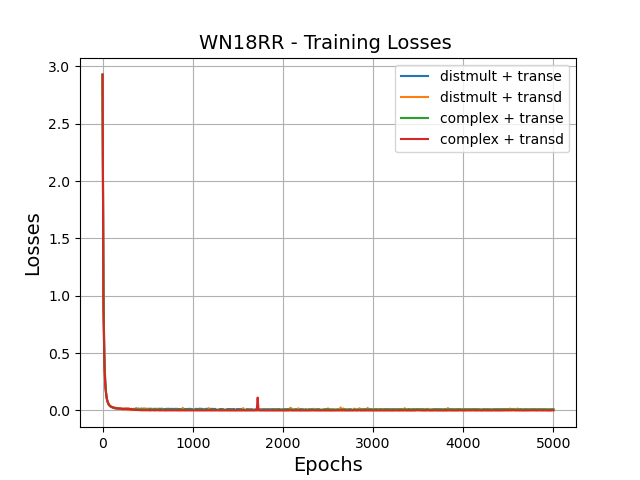 WN18RR - Training Losses
distmult + transe
distmult + transd
complex + transe
complex + transd
3.0
2.5
2.0
1.5
1.0
0.5
0.0
Losses
0 1000 2000 3000 4000 5000
Epochs